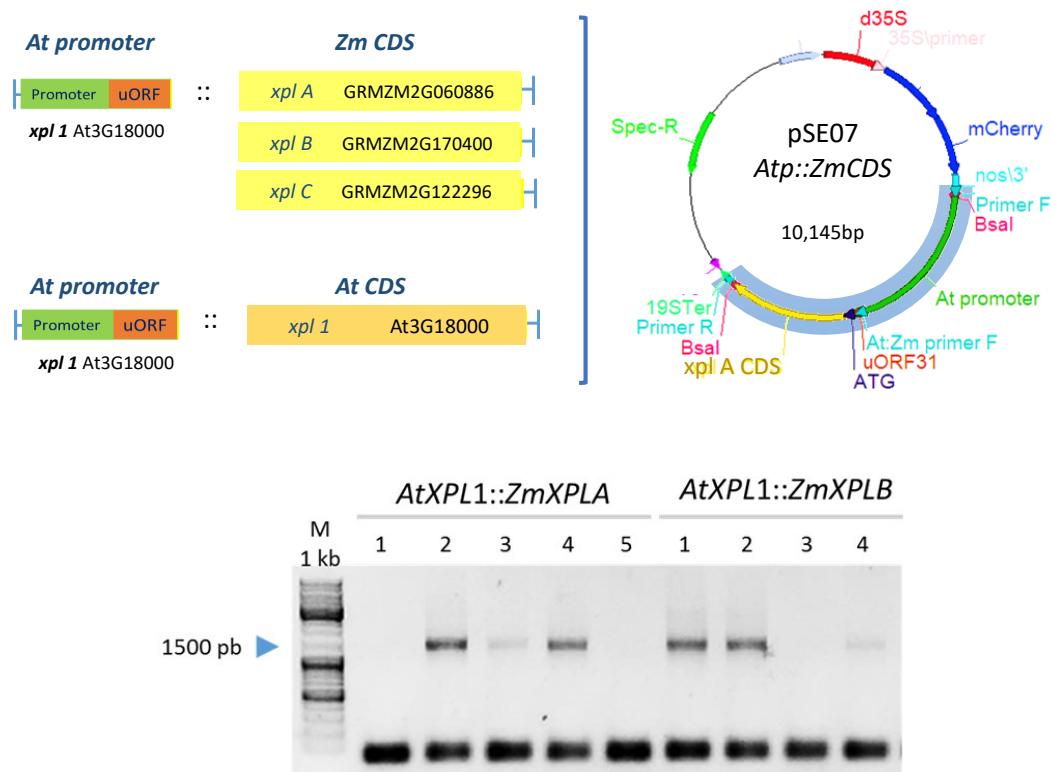 At promoter
Zm CDS
Promoter
uORF
::
xpl A GRMZM2G060886
xpl B GRMZM2G170400
xpl C GRMZM2G122296
xpl 1 At3G18000
At promoter
At CDS
Promoter
uORF
::
xpl 1 At3G18000
xpl 1 At3G18000
d35S
35S\primer
mCherry
nos\3'
Primer F
BsaI
At promoter
At:Zm primer F
uORF31
ATG
xpl A CDS
BsaI
Primer R
19STer
Spec-R
pSE07
Atp::ZmCDS
10,145bp
AtXPL1::ZmXPLA
AtXPL1::ZmXPLB
M
1 kb
1 2 3 4 5
1 2 3 4
1500 pb